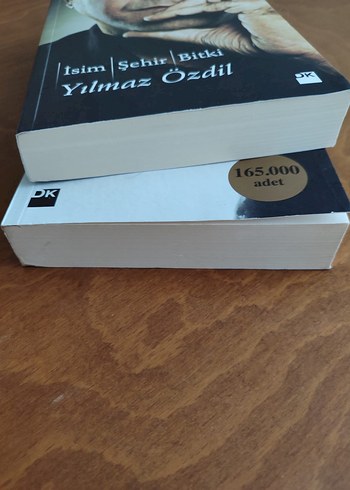 İsim | Şehir | Bitki
Yılmaz Özdil
DK
DK
165.000
adet